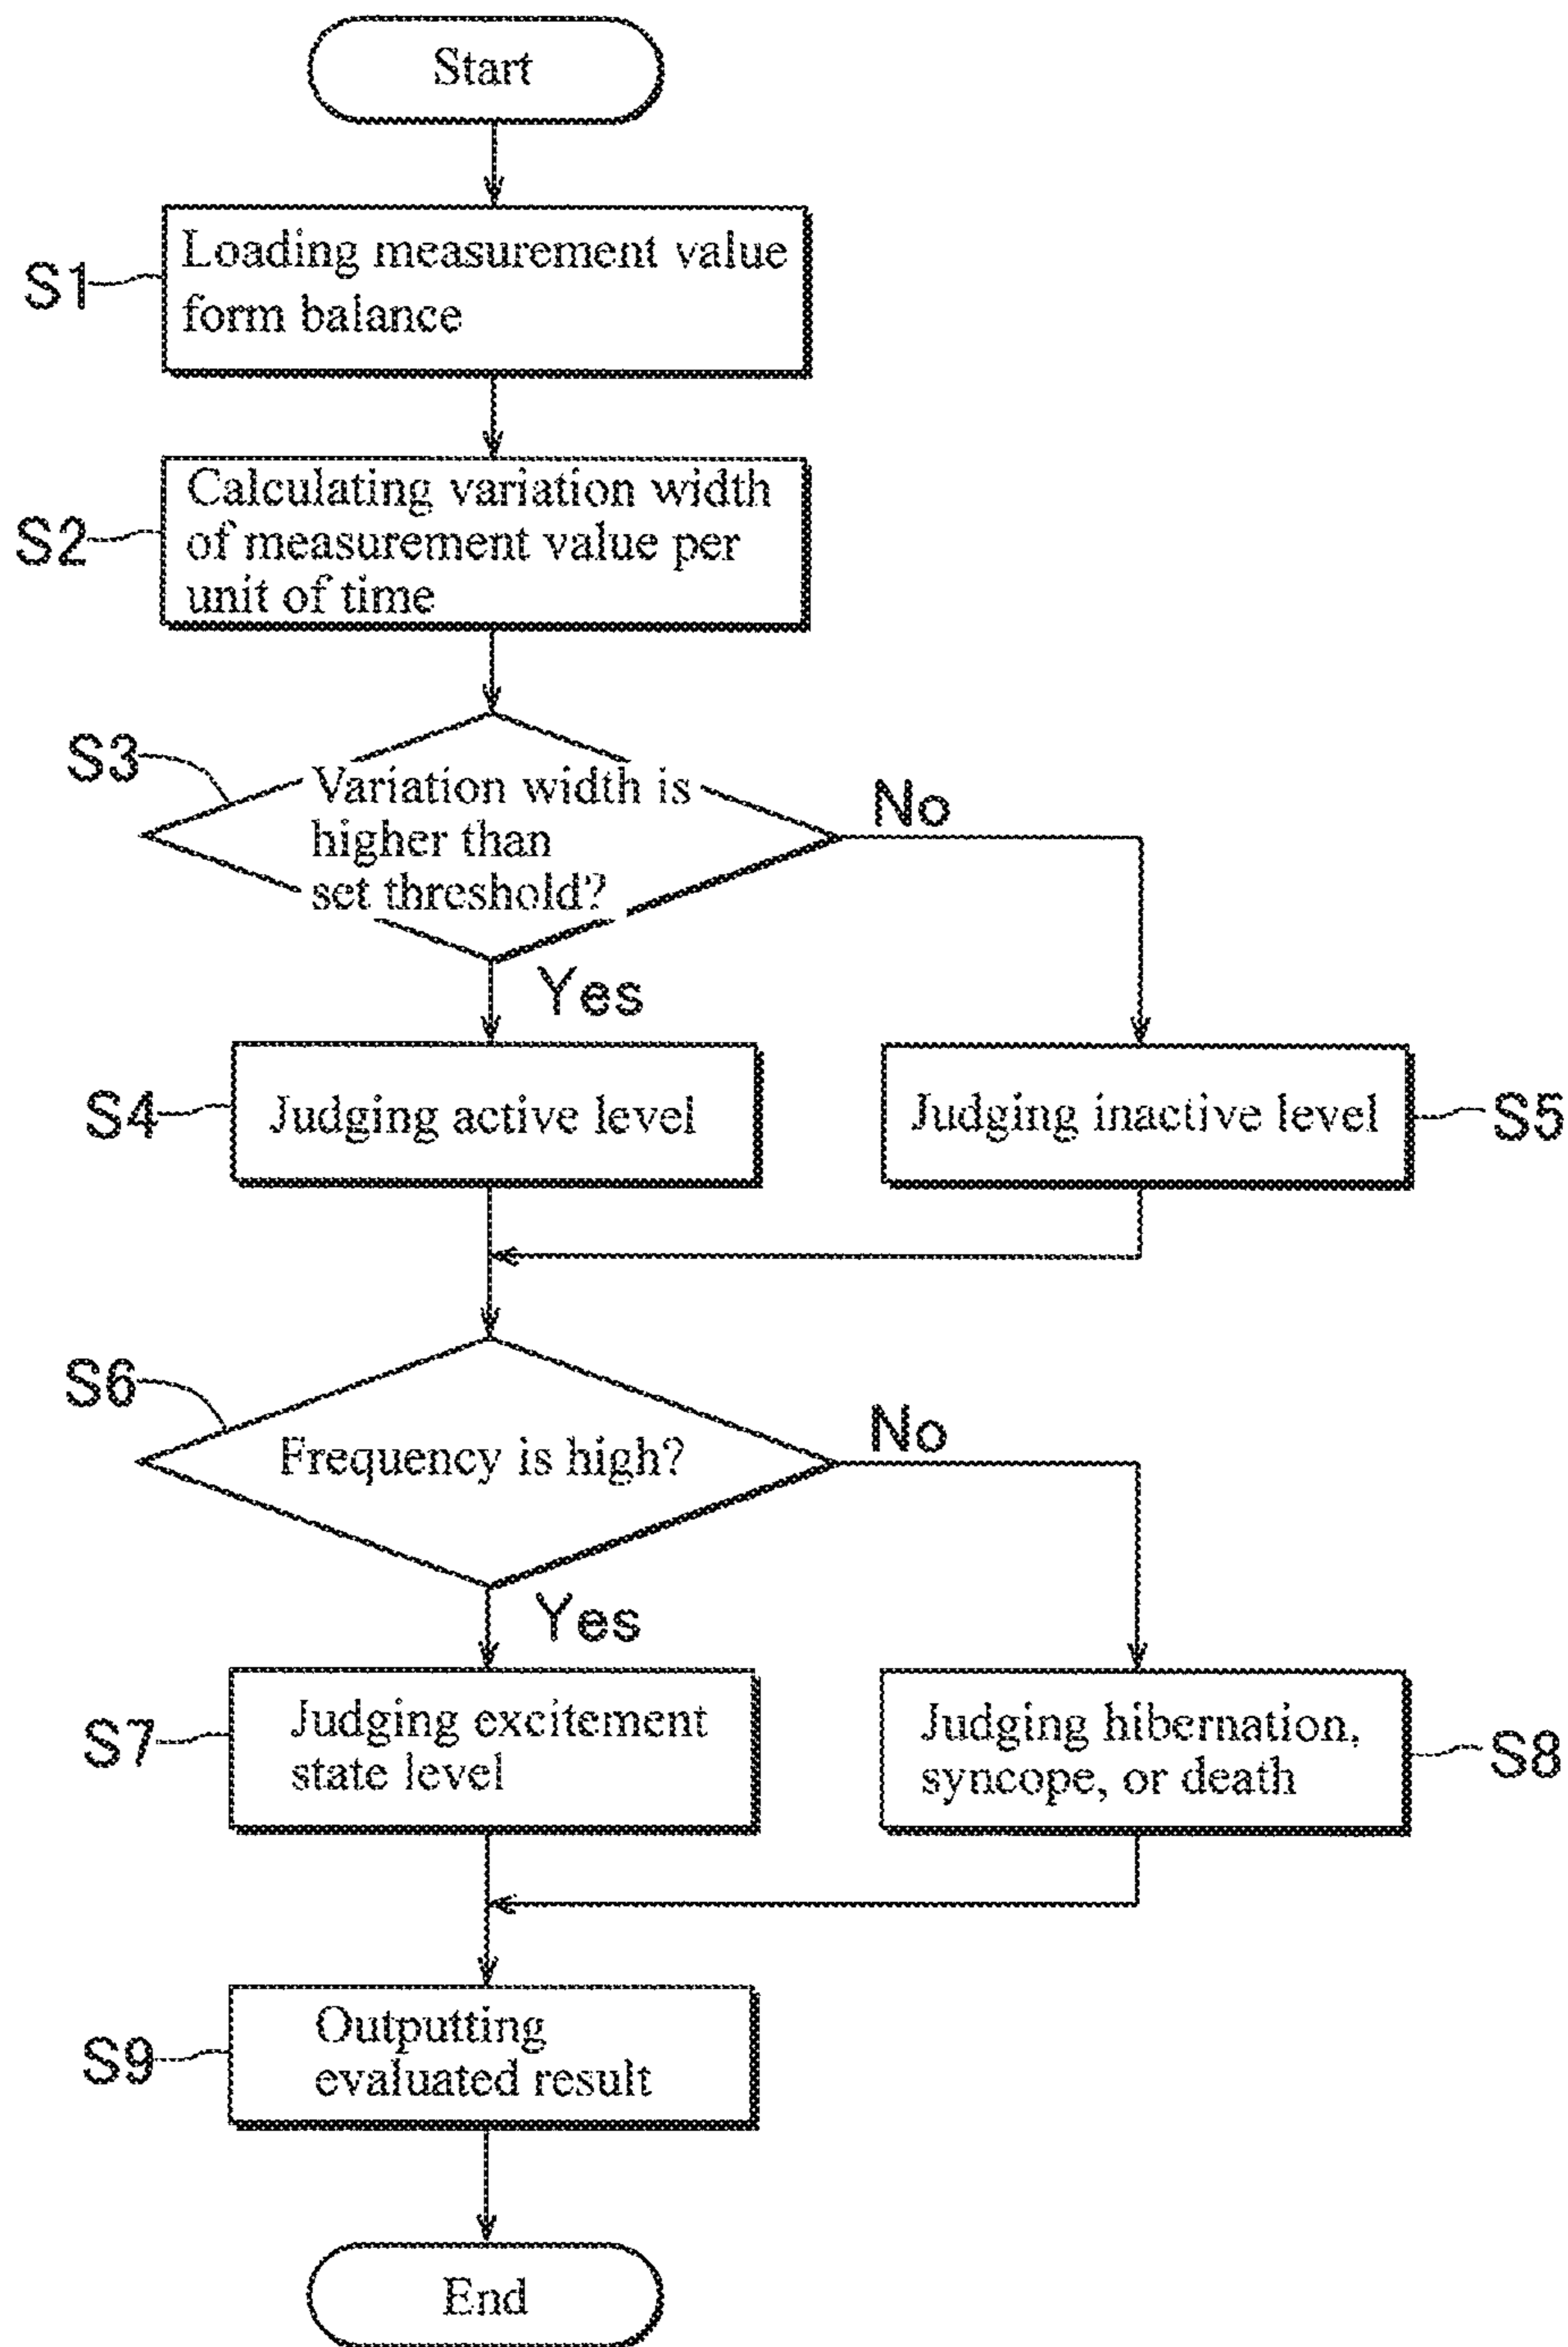 Start
S1
Loading measurement value
form balance
S2
Calculating variation width
of measurement value per
unit of time
S3
Variation width is
higher than
set threshold?
No
Yes
S4
Judging active level
Judging inactive level
S5
S6
Frequency is high?
No
Yes
S7
Judging excitement
state level
Judging hibernation,
syncope, or death
S8
S9
Outputting
evaluated result
End